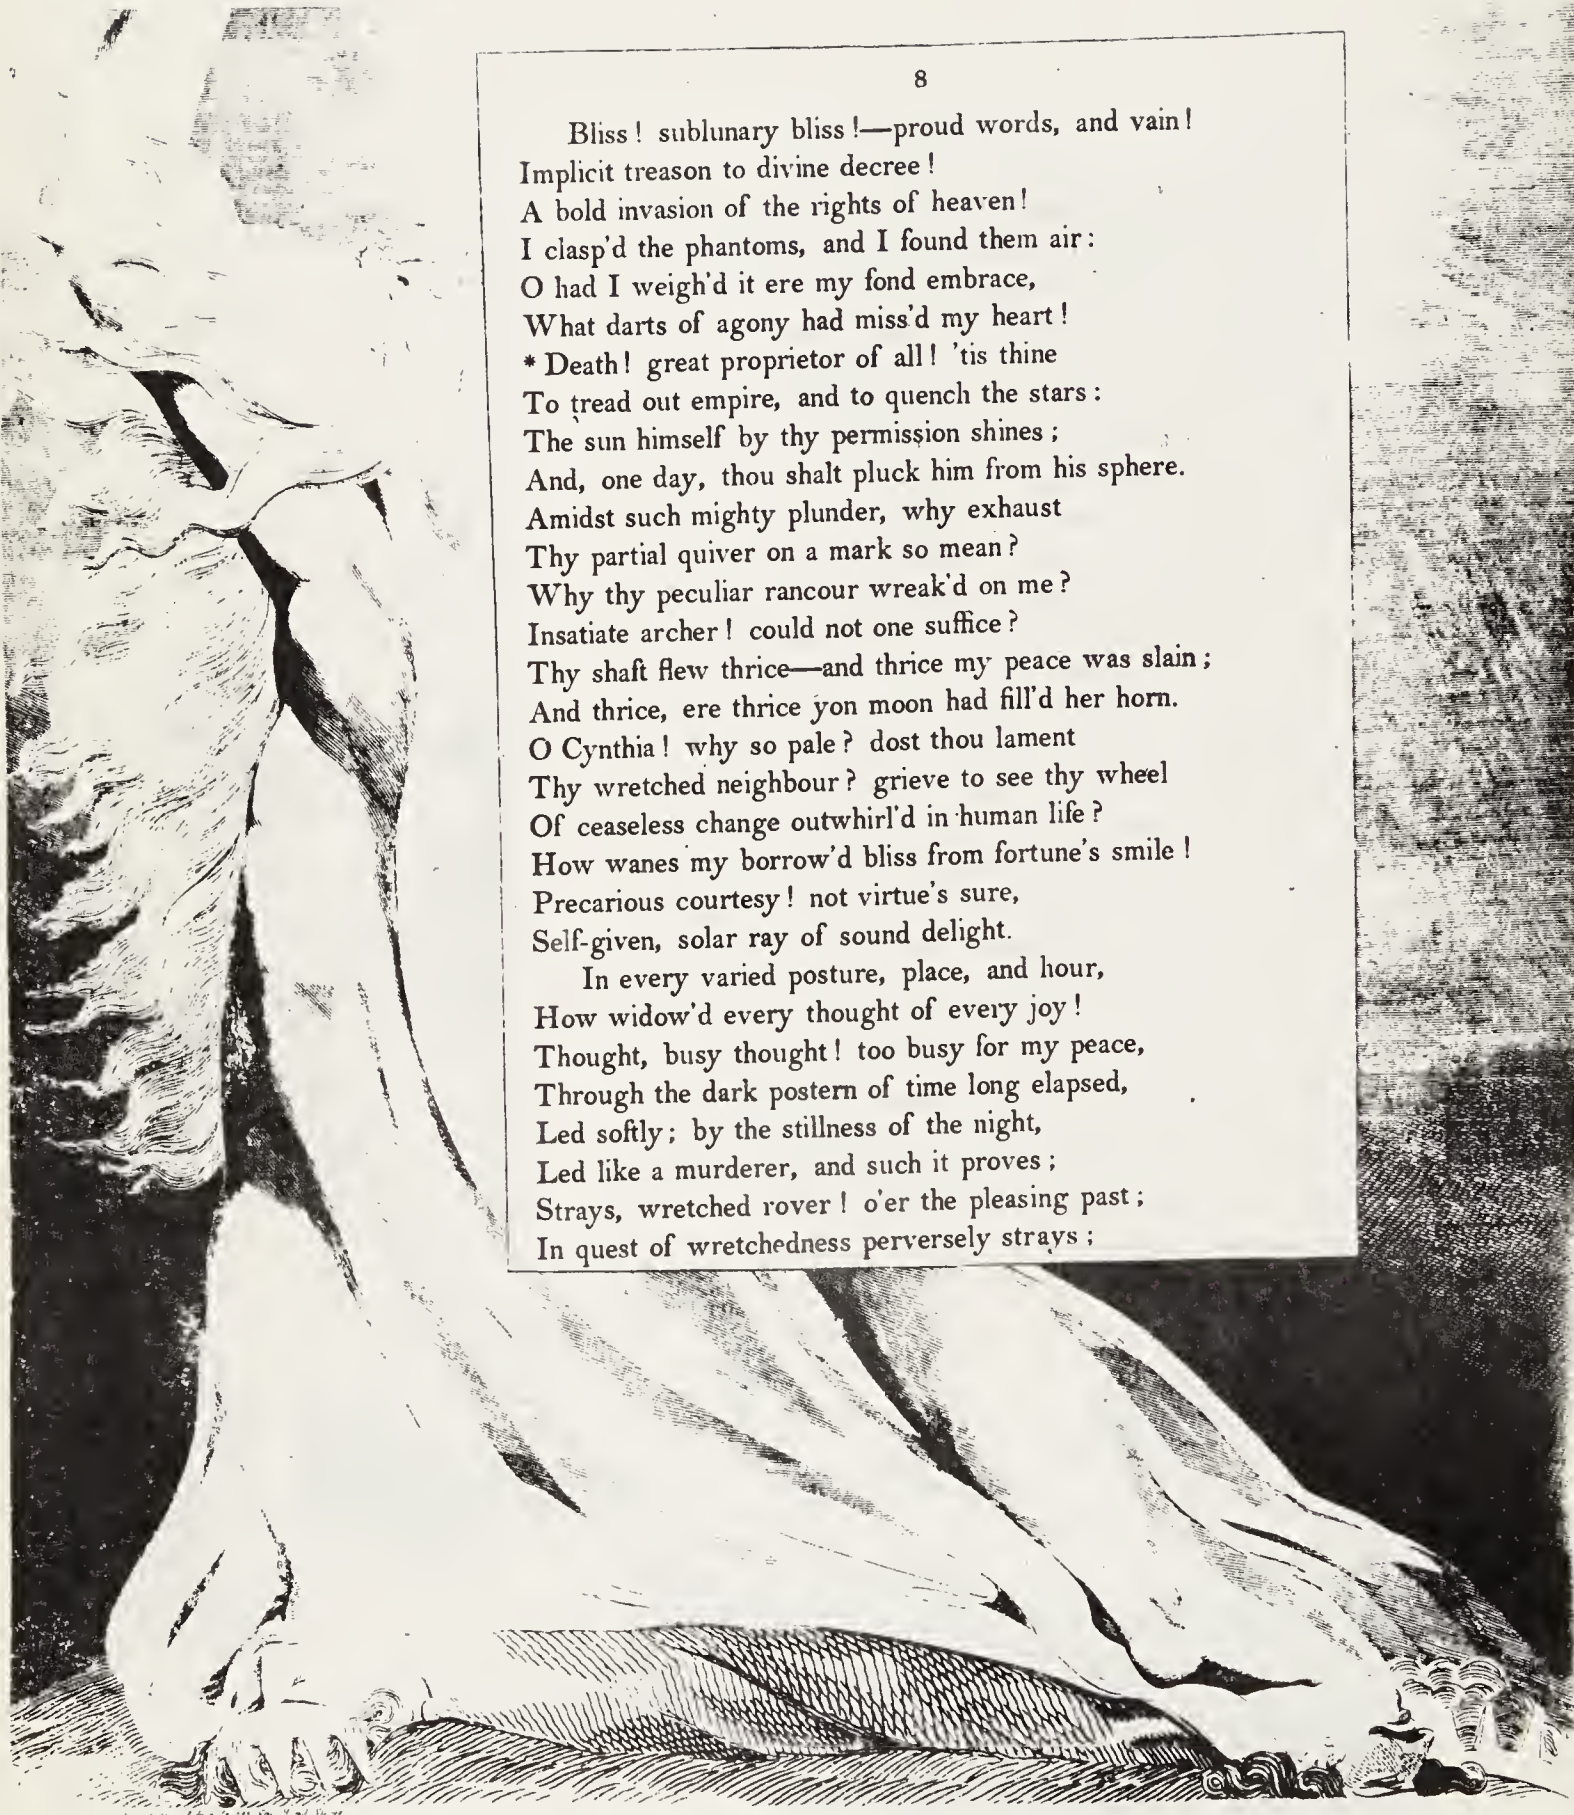 8
Bliss! sublunary bliss!—proud words, and vain!
Implicit treason to divine decree!
A bold invasion of the rights of heaven!
I clasp'd the phantoms, and I found them air:
O had I weigh'd it ere my fond embrace,
What darts of agony had miss'd my heart!
* Death! great proprietor of all! 'tis thine
To tread out empire, and to quench the stars:
The sun himself by thy permission shines;
And, one day, thou shalt pluck him from his sphere.
Amidst such mighty plunder, why exhaust
Thy partial quiver on a mark so mean?
Why thy peculiar rancour wreak'd on me?
Insatiate archer! could not one suffice?
Thy shaft flew thrice—and thrice my peace was slain;
And thrice, ere thrice yon moon had fill'd her horn.
O Cynthia! why so pale? dost thou lament
Thy wretched neighbour? grieve to see thy wheel
Of ceaseless change outwhirl'd in human life?
How wanes my borrow'd bliss from fortune's smile!
Precarious courtesy! not virtue's sure,
Self-given, solar ray of sound delight.
In every varied posture, place, and hour,
How widow'd every thought of every joy!
Thought, busy thought! too busy for my peace,
Through the dark postern of time long elapsed,
Led softly; by the stillness of the night,
Led like a murderer, and such it proves;
Strays, wretched rover! o'er the pleasing past;
In quest of wretchedness perversely strays;